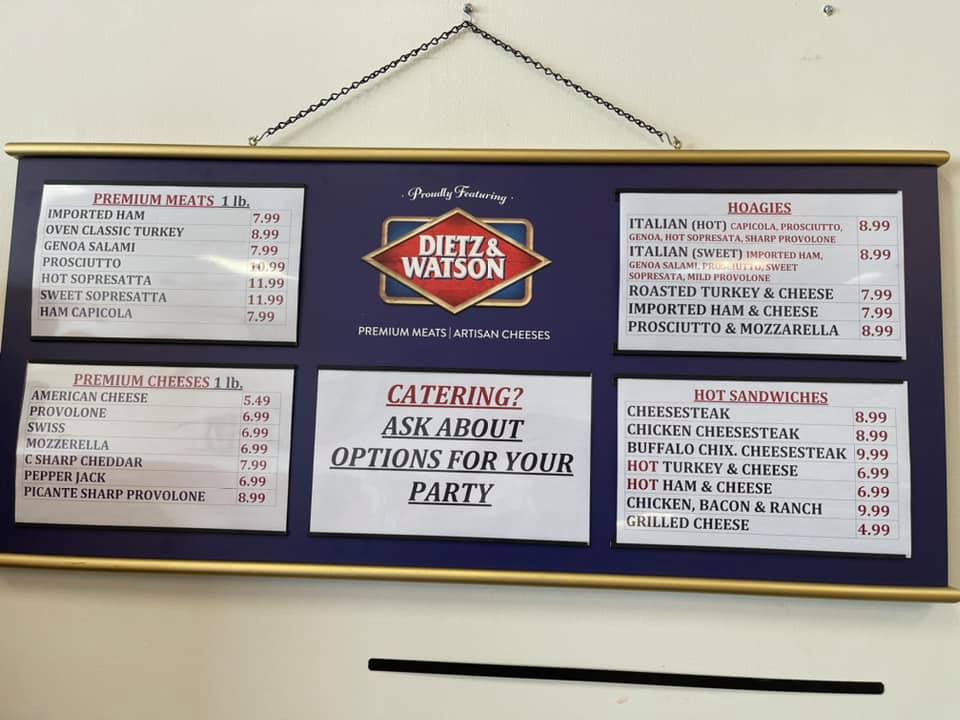 PREMIUM MEATS 1 lb.
IMPORTED HAM 7.99
OVEN CLASSIC TURKEY 8.99
GENOA SALAMI 7.99
PROSCIUTTO 10.99
HOT SOPRESATTA 11.99
SWEET SOPRESATTA 11.99
HAM CAPICOLA 7.99
PREMIUM CHEESES 1 lb.
AMERICAN CHEESE 5.49
PROVOLONE 6.99
SWISS 6.99
MOZZERELLA 6.99
C SHARP CHEDDAR 7.99
PEPPER JACK 6.99
PICANTE SHARP PROVOLONE 8.99
· Proudly Featuring ·
DIETZ &
WATSON
PREMIUM MEATS | ARTISAN CHEESES
CATERING?
ASK ABOUT
OPTIONS FOR YOUR
PARTY
HOAGIES
ITALIAN (HOT) CAPICOLA, PROSCIUTTO, 8.99
GENOA, HOT SOPRESATA, SHARP PROVOLONE
ITALIAN (SWEET) IMPORTED HAM, 8.99
GENOA SALAMI, PROSCIUTTO, SWEET
SOPRESATA, MILD PROVOLONE
ROASTED TURKEY & CHEESE 7.99
IMPORTED HAM & CHEESE 7.99
PROSCIUTTO & MOZZARELLA 8.99
HOT SANDWICHES
CHEESESTEAK 8.99
CHICKEN CHEESESTEAK 8.99
BUFFALO CHIX. CHEESESTEAK 9.99
HOT TURKEY & CHEESE 6.99
HOT HAM & CHEESE 6.99
CHICKEN, BACON & RANCH 9.99
GRILLED CHEESE 4.99